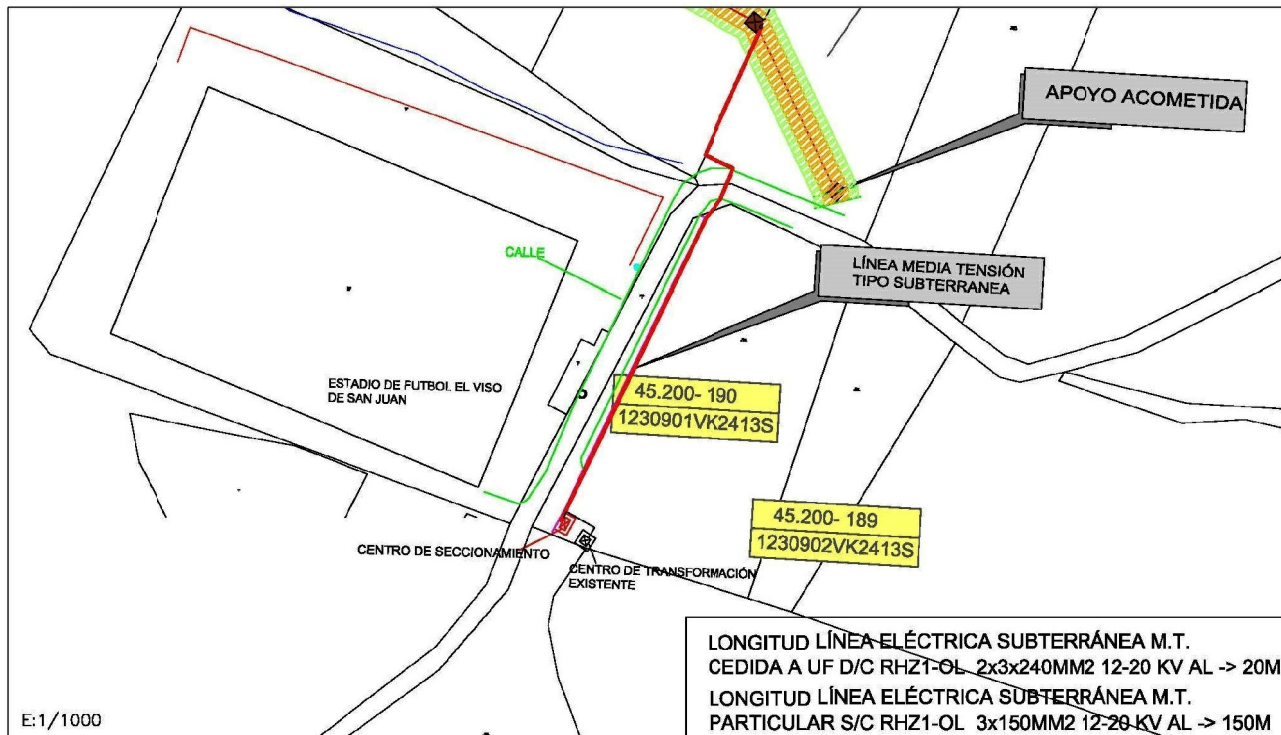 APOYO ACOMETIDA
CALLE
LÍNEA MEDIA TENSIÓN
TIPO SUBTERRANEA
ESTADIO DE FUTBOL EL VISO
DE SAN JUAN
45.200- 190
1230901VK2413S
45.200- 189
1230902VK2413S
CENTRO DE SECCIONAMIENTO
CENTRO DE TRANSFORMACIÓN
EXISTENTE
LONGITUD LÍNEA ELÉCTRICA SUBTERRÁNEA M.T.
CEDIDA A UF D/C RHZ1-OL 2x3x240MM2 12-20 KV AL -> 20M
LONGITUD LÍNEA ELÉCTRICA SUBTERRÁNEA M.T.
PARTICULAR S/C RHZ1-OL 3x150MM2 12-20 KV AL -> 150M
E:1/1000